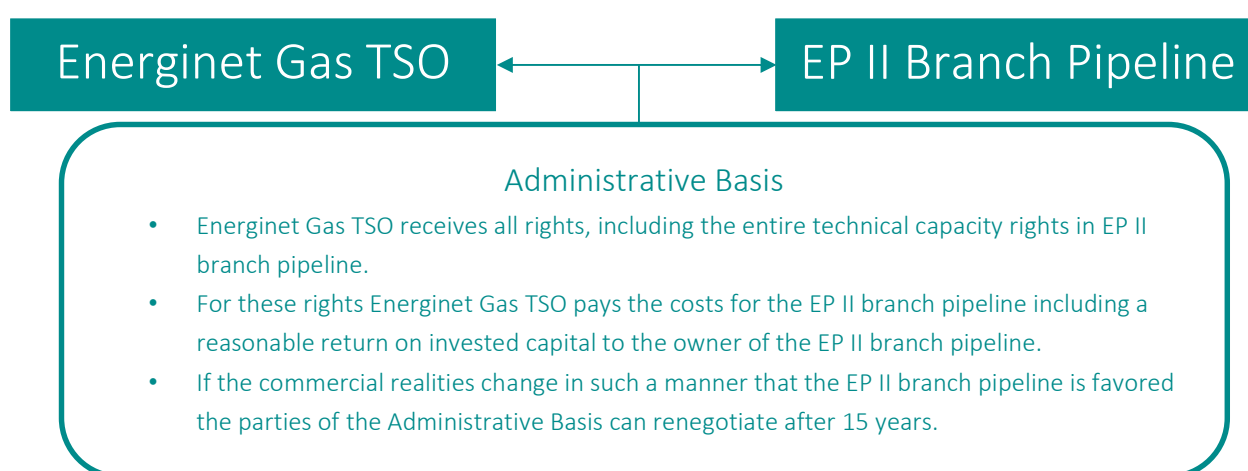 Energinet Gas TSO
EP II Branch Pipeline
Administrative Basis
• Energinet Gas TSO receives all rights, including the entire technical capacity rights in EP II
branch pipeline.
• For these rights Energinet Gas TSO pays the costs for the EP II branch pipeline including a
reasonable return on invested capital to the owner of the EP II branch pipeline.
• If the commercial realities change in such a manner that the EP II branch pipeline is favored
the parties of the Administrative Basis can renegotiate after 15 years.